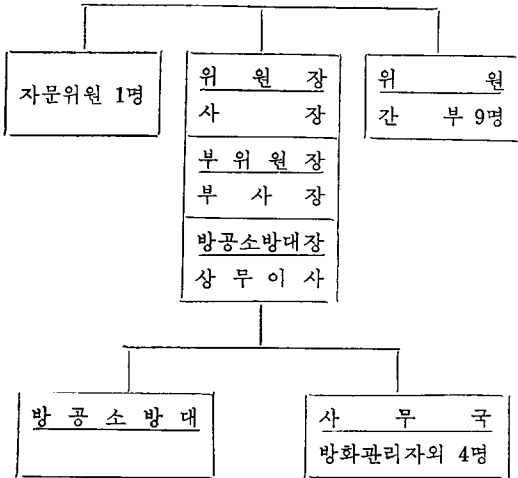 자문위원 1명
위 원 장
사 장
부 위 원 장
부 사 장
방공소방대장
상 무 이 사
위 원
간 부 9명
방 공 소 방 대
사 무 국
방화관리자외 4명